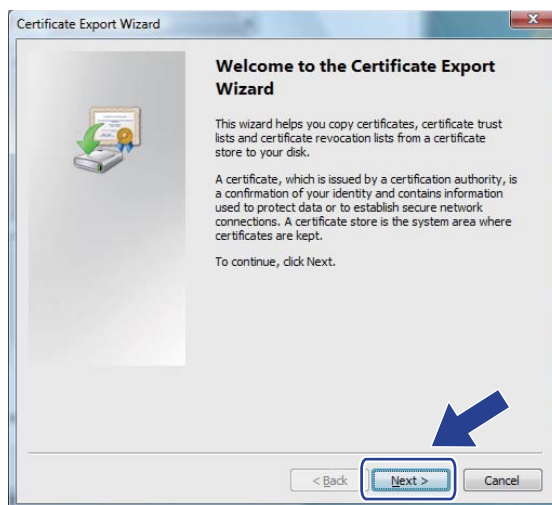 Certificate Export Wizard
Welcome to the Certificate Export
Wizard
This wizard helps you copy certificates, certificate trust
lists and certificate revocation lists from a certificate
store to your disk.
A certificate, which is issued by a certification authority, is
a confirmation of your identity and contains information
used to protect data or to establish secure network
connections. A certificate store is the system area where
certificates are kept.
To continue, click Next.
< Back Next > Cancel